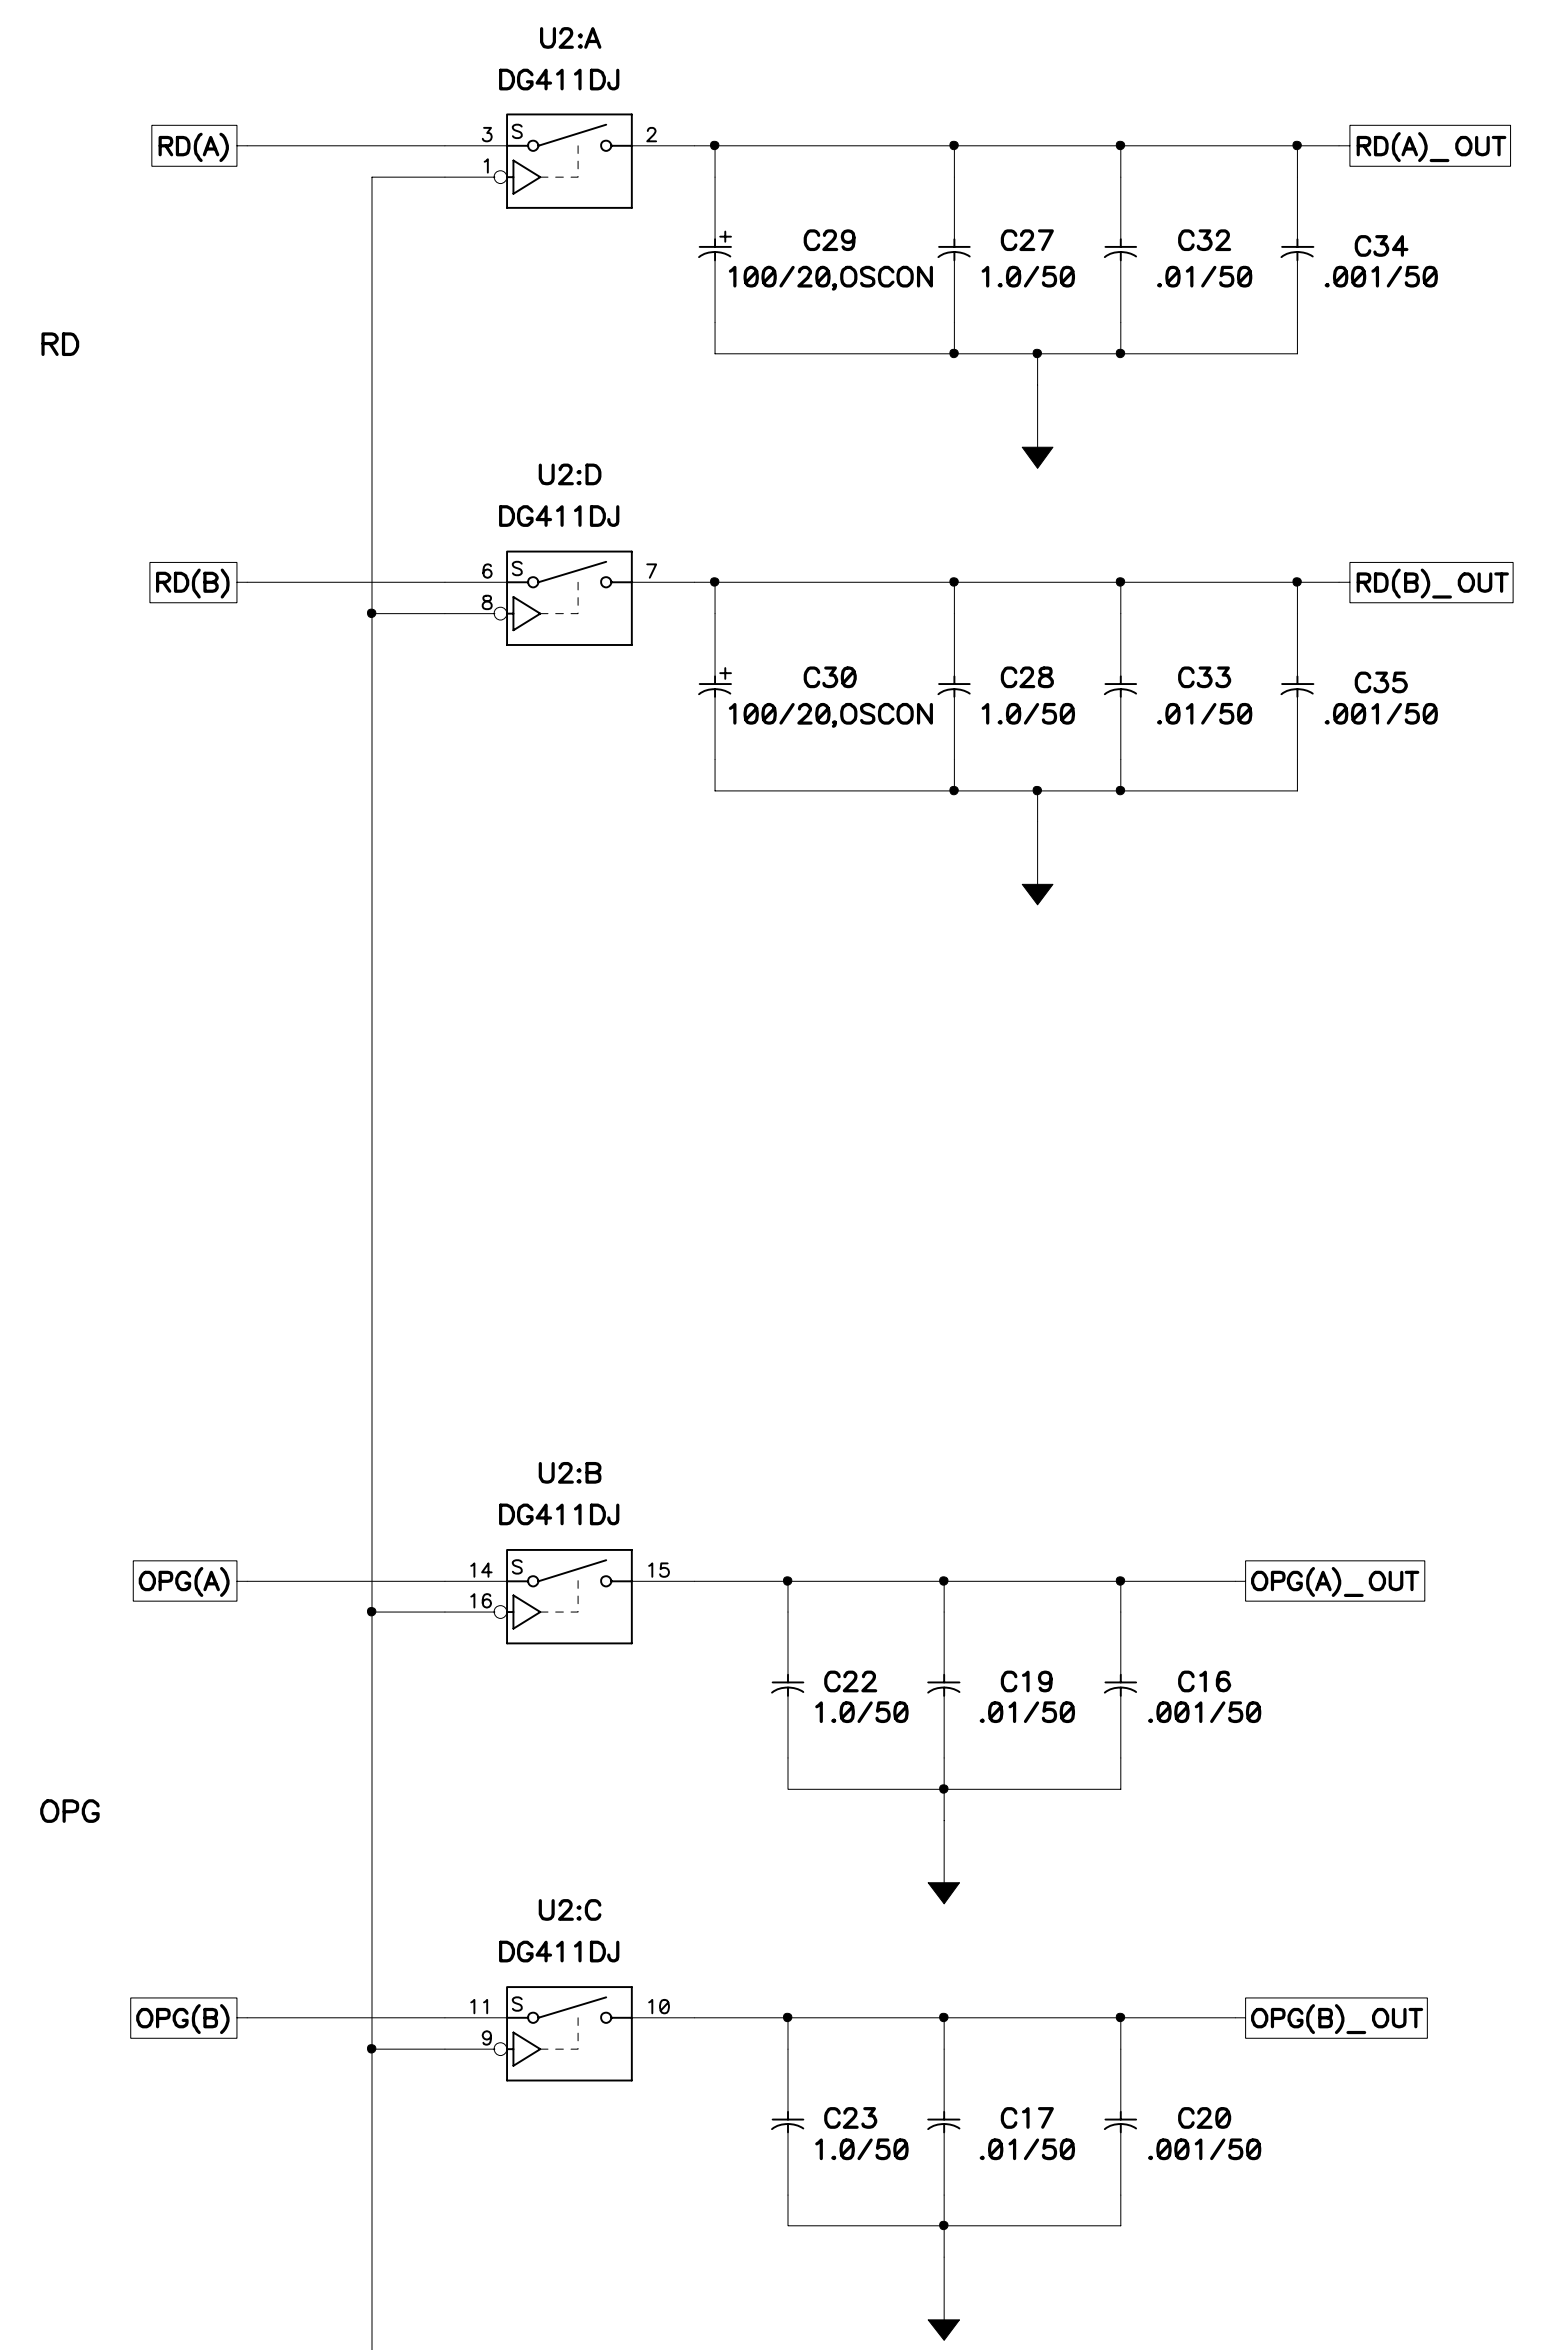 U2:A
DG411DJ
RD(A) 3 S 2 RD(A)_OUT
1
+ C29 C27 C32 C34
100/20,OSCON 1.0/50 .01/50 .001/50
RD
U2:D
DG411DJ
RD(B) 6 S 7 RD(B)_OUT
8
+ C30 C28 C33 C35
100/20,OSCON 1.0/50 .01/50 .001/50
U2:B
DG411DJ
OPG(A) 14 S 15 OPG(A)_OUT
16
C22 C19 C16
1.0/50 .01/50 .001/50
OPG
U2:C
DG411DJ
OPG(B) 11 S 10 OPG(B)_OUT
9
C23 C17 C20
1.0/50 .01/50 .001/50